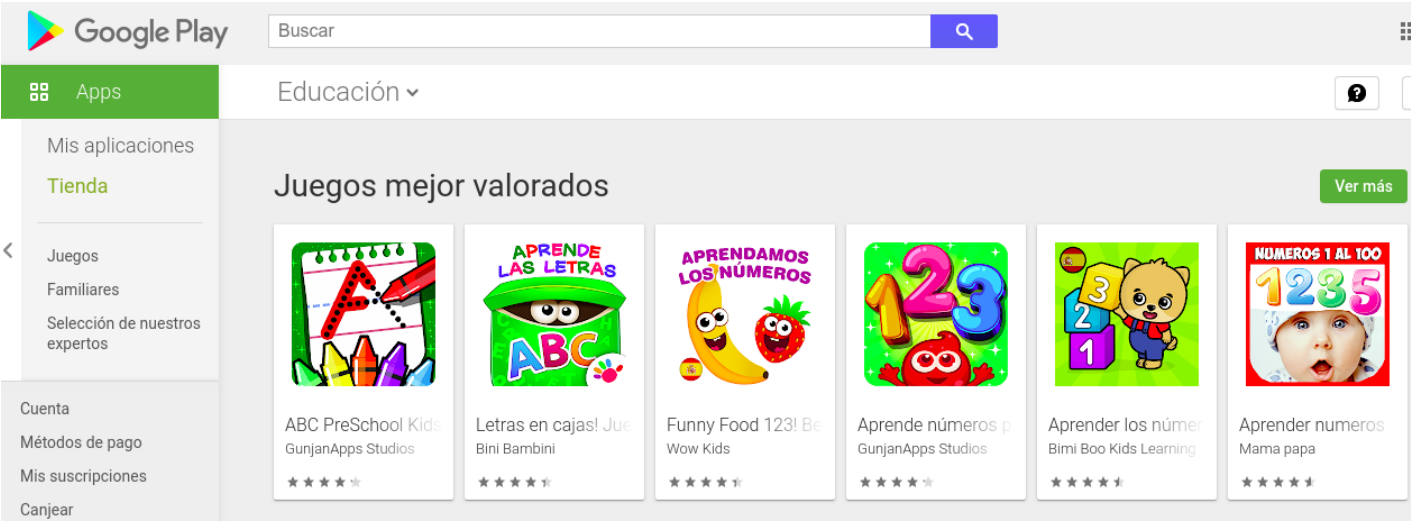 Google Play
Buscar
Apps
Educación
Mis aplicaciones
Tienda
Juegos
Familiares
Selección de nuestros
expertos
Cuenta
Métodos de pago
Mis suscripciones
Canjear
Juegos mejor valorados
Ver más
A
ABC PreSchool Kids
GunjanApps Studios
APRENDE
LAS LETRAS
ABC
Letras en cajas! Jue
Bini Bambini
APRENDAMOS
LOS NÚMEROS
Funny Food 123! Be
Wow Kids
123
Aprende números p
GunjanApps Studios
3
2
1
Aprender los númer
Bimi Boo Kids Learning
NUMEROS 1 AL 100
1235
Aprender numeros
Mama papa